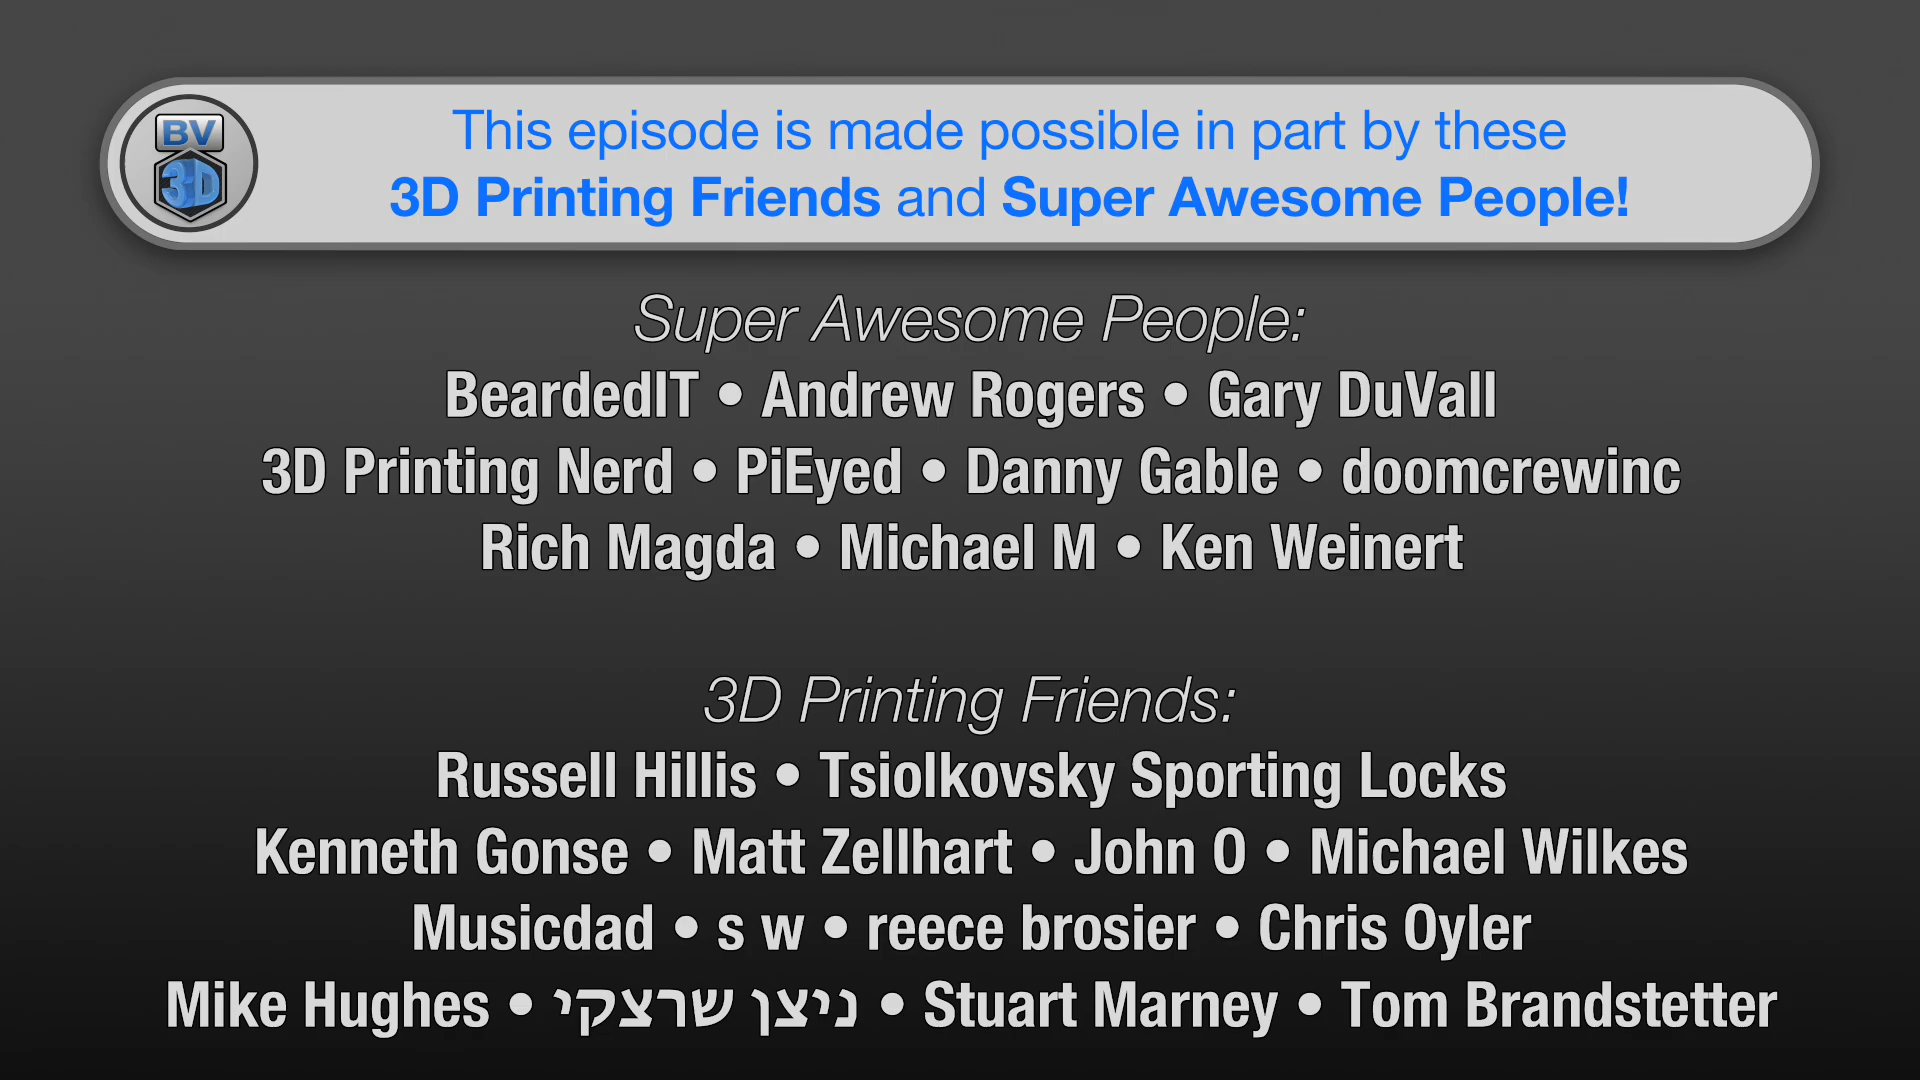 BV
3D
This episode is made possible in part by these
3D Printing Friends and Super Awesome People!
Super Awesome People:
BeardedIT • Andrew Rogers • Gary DuVall
3D Printing Nerd • PiEyed • Danny Gable • doomcrewinc
Rich Magda • Michael M • Ken Weinert
3D Printing Friends:
Russell Hillis • Tsiolkovsky Sporting Locks
Kenneth Gonse • Matt Zellhart • John O • Michael Wilkes
Musicdad • s w • reece brosier • Chris Oyler
Mike Hughes • ניצן שרצקי • Stuart Marney • Tom Brandstetter